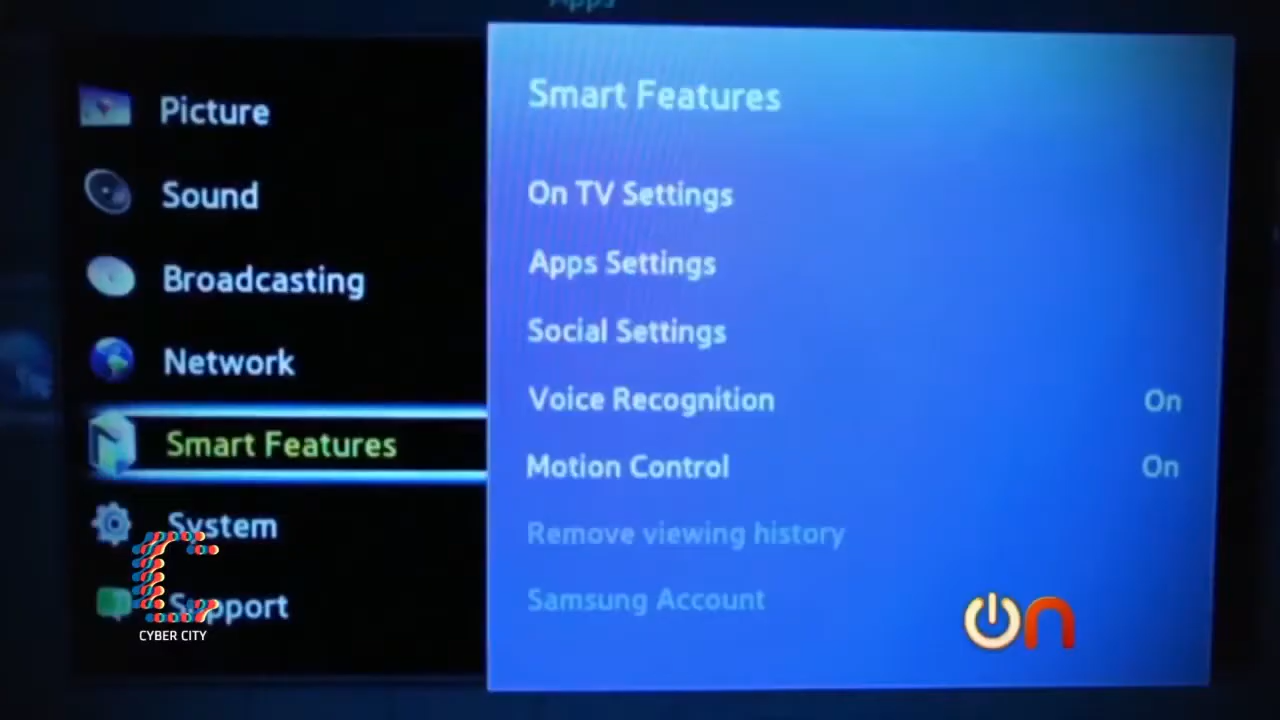 Apps
Picture
Sound
Broadcasting
Network
Smart Features
System
Support
Smart Features
On TV Settings
Apps Settings
Social Settings
Voice Recognition On
Motion Control On
Remove viewing history
Samsung Account
CYBER CITY
on